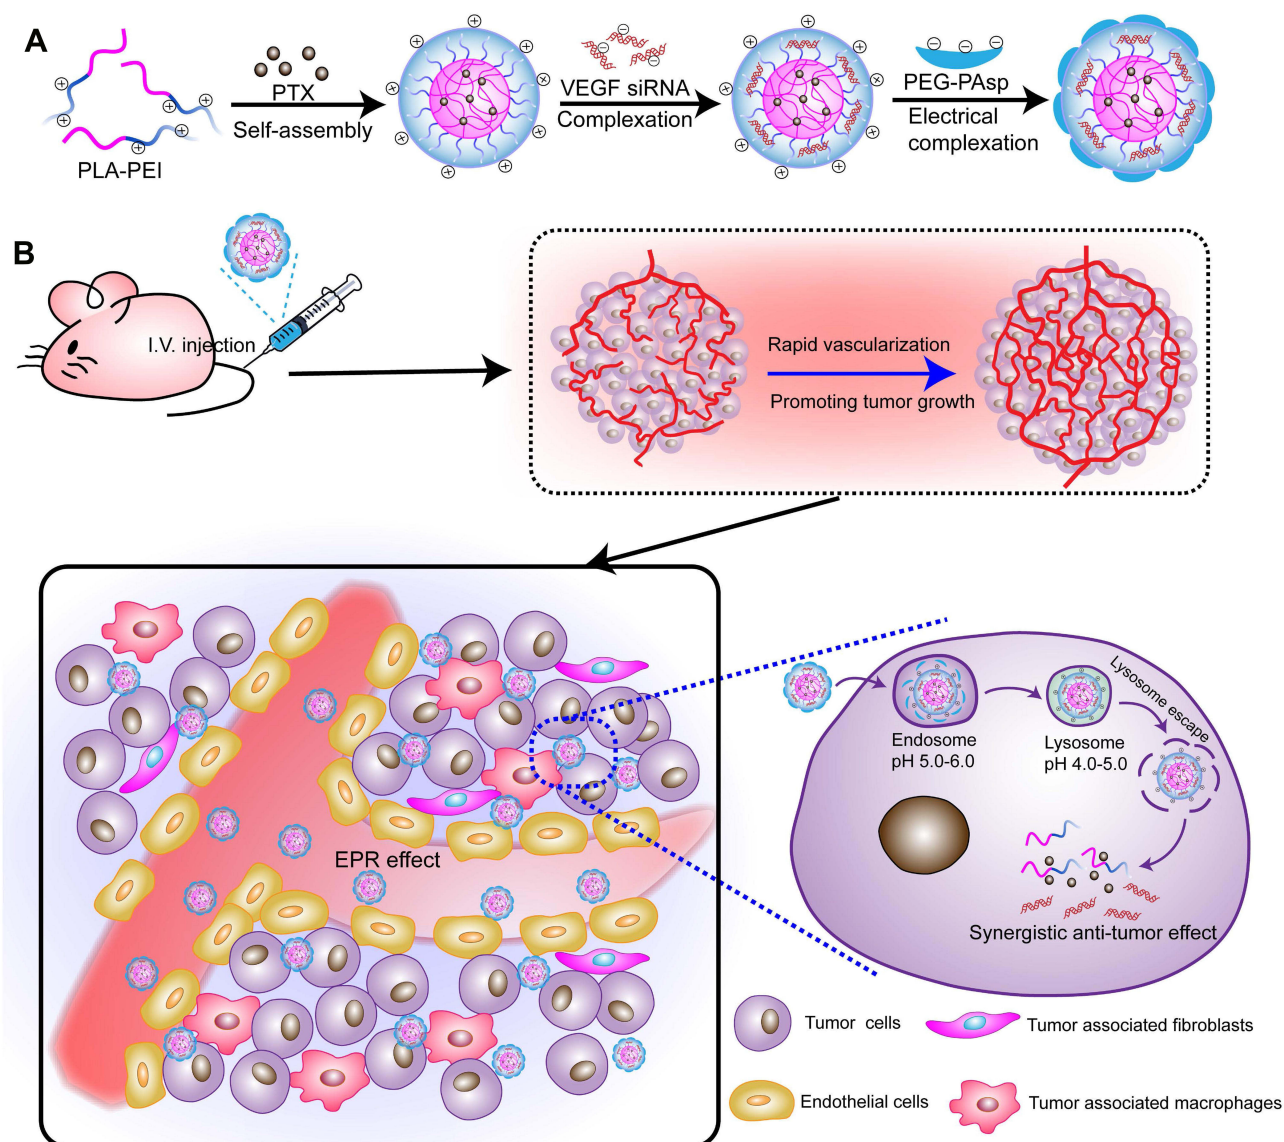 A
PTX
Self-assembly
PLA-PEI
VEGF siRNA
Complexation
PEG-PAsp
Electrical
complexation
B
I.V. injection
Rapid vascularization
Promoting tumor growth
EPR effect
Endosome
pH 5.0-6.0
Lysosome
pH 4.0-5.0
Lysosome escape
Synergistic anti-tumor effect
Tumor cells
Tumor associated fibroblasts
Endothelial cells
Tumor associated macrophages